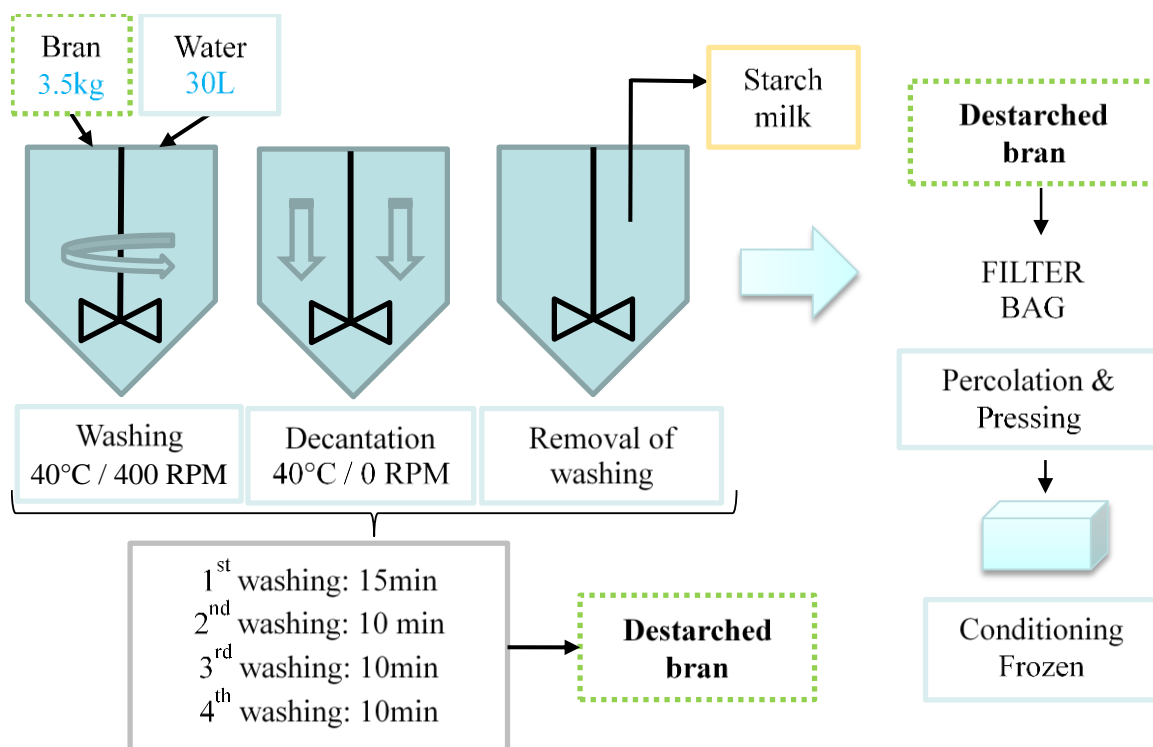 Bran
3.5kg
Water
30L
Starch
milk
Destarched
bran
FILTER
BAG
Washing
40°C / 400 RPM
Decantation
40°C / 0 RPM
Removal of
washing
Percolation &
Pressing
1st washing: 15min
2nd washing: 10 min
3rd washing: 10min
4th washing: 10min
Destarched
bran
Conditioning
Frozen